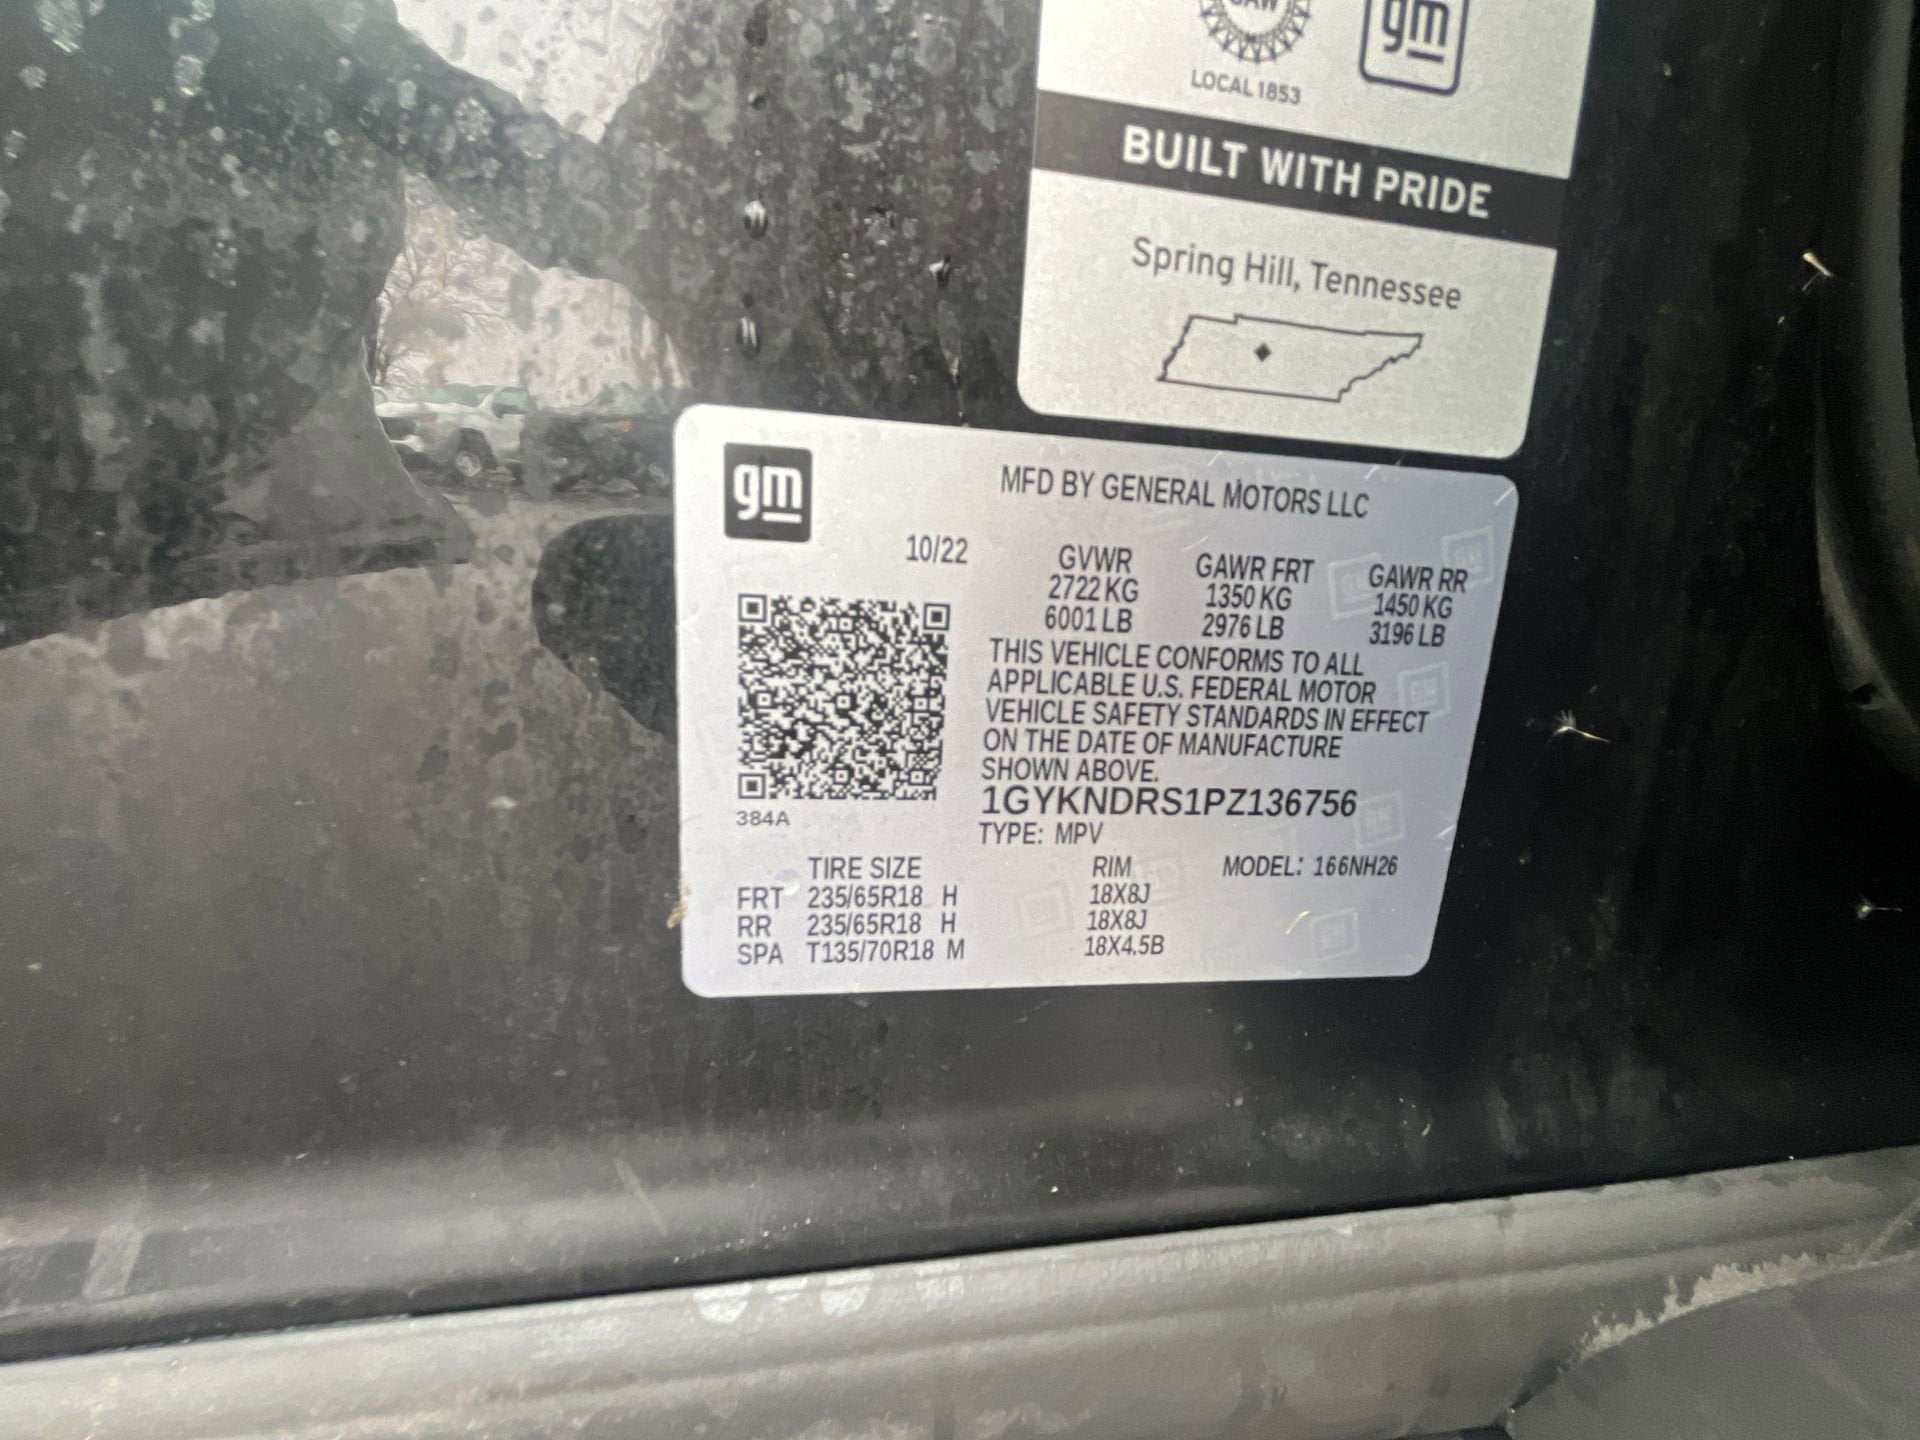 UAW
gm
LOCAL 1853
BUILT WITH PRIDE
Spring Hill, Tennessee
gm
MFD BY GENERAL MOTORS LLC
10/22
GVWR GAWR FRT GAWR RR
2722 KG 1350 KG 1450 KG
6001 LB 2976 LB 3196 LB
THIS VEHICLE CONFORMS TO ALL
APPLICABLE U.S. FEDERAL MOTOR
VEHICLE SAFETY STANDARDS IN EFFECT
ON THE DATE OF MANUFACTURE
SHOWN ABOVE.
1GYKNDRS1PZ136756
384A
TYPE: MPV
TIRE SIZE RIM MODEL: 166NH26
FRT 235/65R18 H 18X8J
RR 235/65R18 H 18X8J
SPA T135/70R18 M 18X4.5B